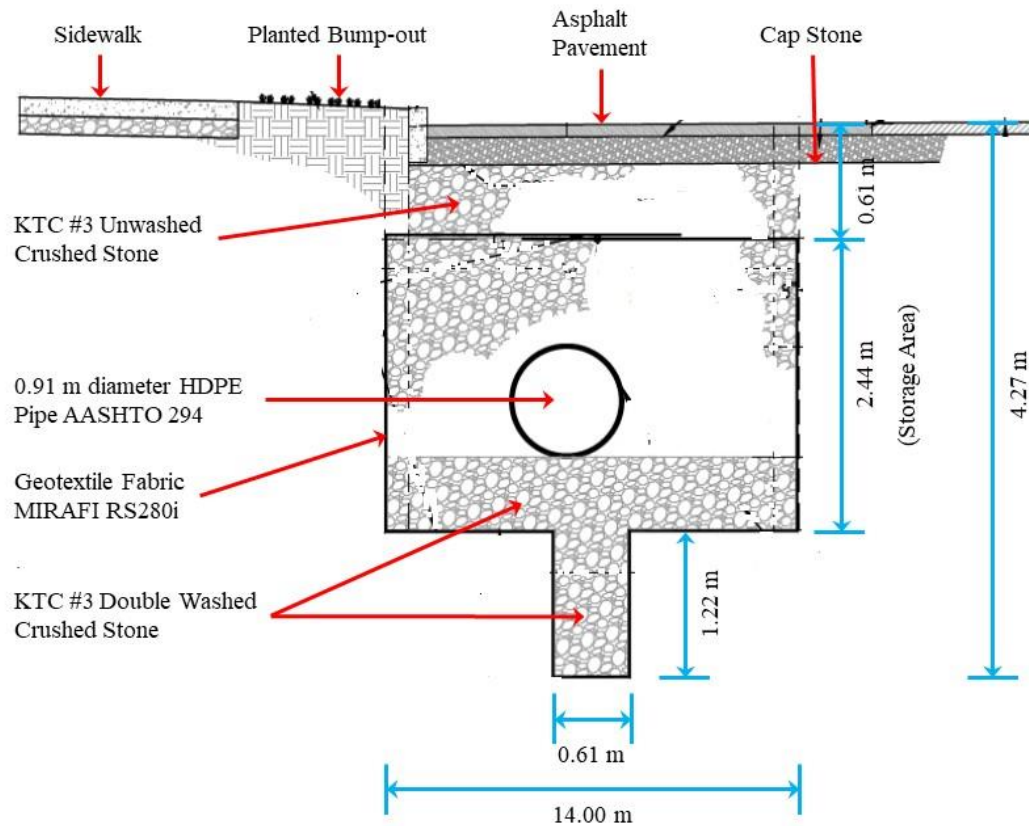 Sidewalk
Planted Bump-out
Asphalt
Pavement
Cap Stone
KTC #3 Unwashed
Crushed Stone
0.61 m
0.91 m diameter HDPE
Pipe AASHTO 294
2.44 m
(Storage Area)
4.27 m
Geotextile Fabric
MIRAFI RS280i
KTC #3 Double Washed
Crushed Stone
1.22 m
0.61 m
14.00 m